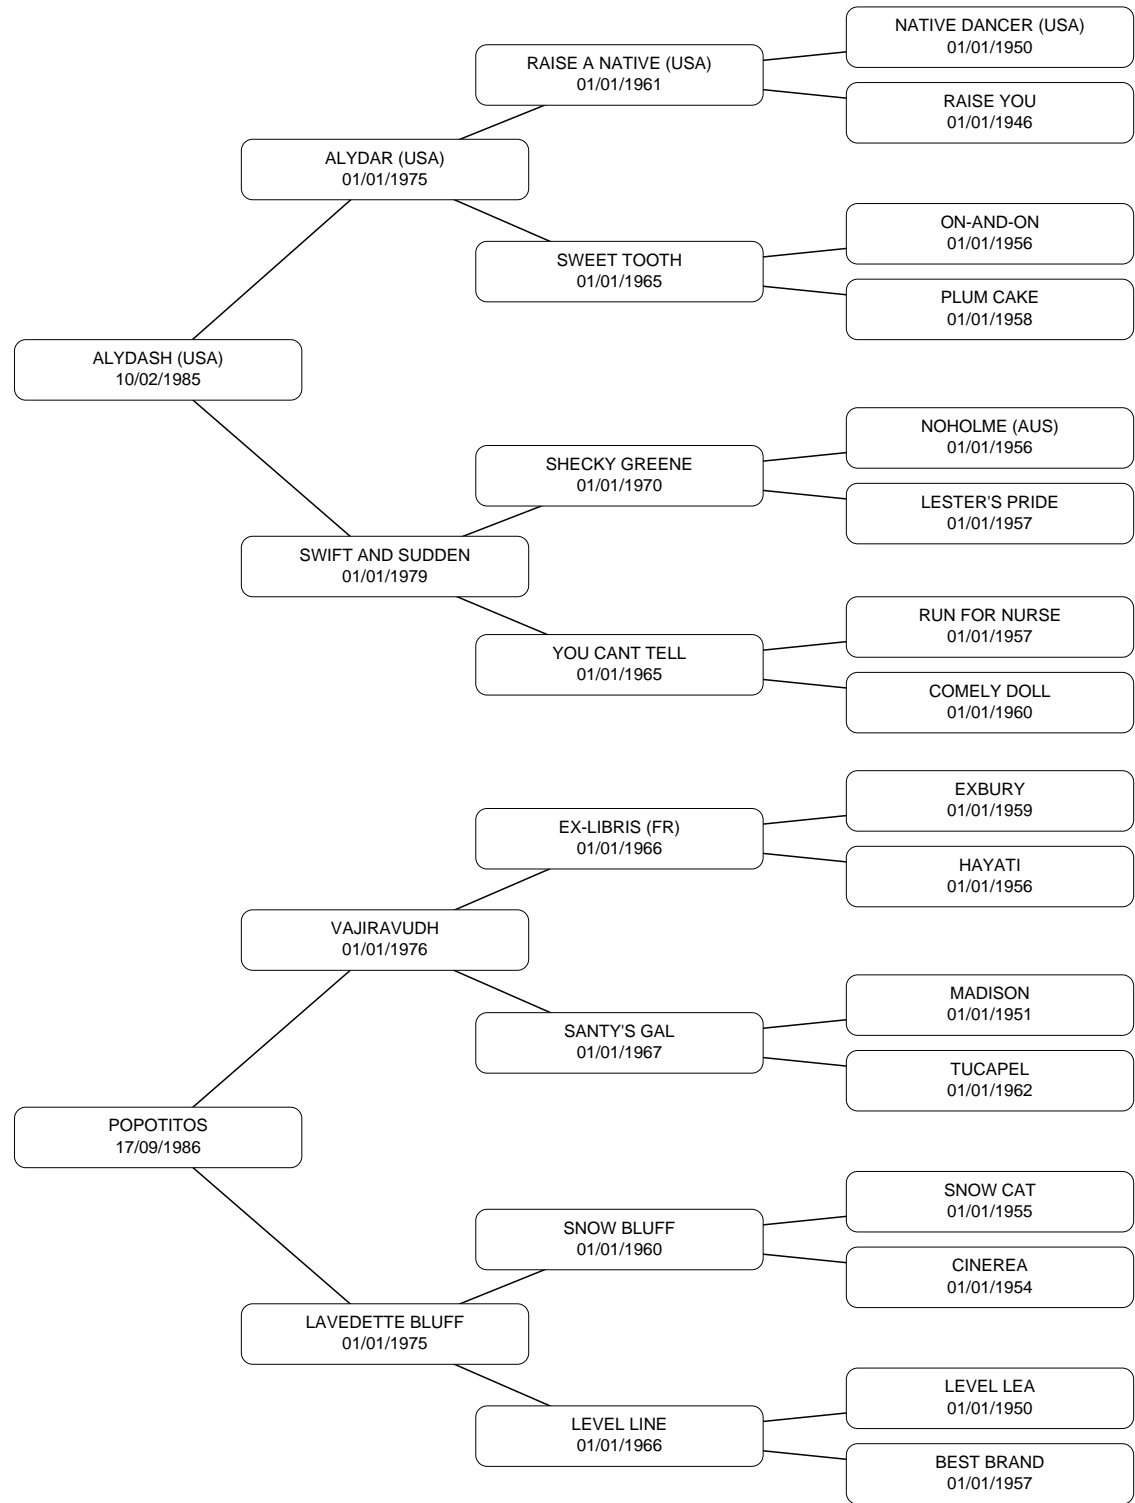 NATIVE DANCER (USA)
01/01/1950
RAISE A NATIVE (USA)
01/01/1961
RAISE YOU
01/01/1946
ALYDAR (USA)
01/01/1975
ON-AND-ON
01/01/1956
SWEET TOOTH
01/01/1965
PLUM CAKE
01/01/1958
ALYDASH (USA)
10/02/1985
NOHOLME (AUS)
01/01/1956
SHECKY GREENE
01/01/1970
LESTER'S PRIDE
01/01/1957
SWIFT AND SUDDEN
01/01/1979
RUN FOR NURSE
01/01/1957
YOU CANT TELL
01/01/1965
COMELY DOLL
01/01/1960
EXBURY
01/01/1959
EX-LIBRIS (FR)
01/01/1966
HAYATI
01/01/1956
VAJIRAVUDH
01/01/1976
MADISON
01/01/1951
SANTY'S GAL
01/01/1967
TUCAPEL
01/01/1962
POPOTITOS
17/09/1986
SNOW CAT
01/01/1955
SNOW BLUFF
01/01/1960
CINEREA
01/01/1954
LAVEDETTE BLUFF
01/01/1975
LEVEL LEA
01/01/1950
LEVEL LINE
01/01/1966
BEST BRAND
01/01/1957